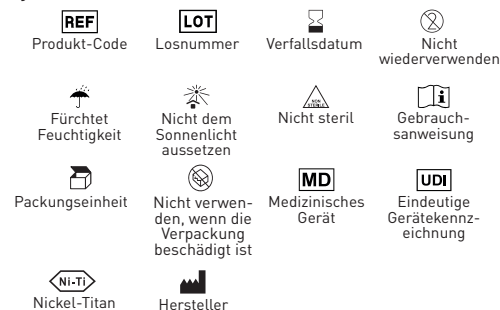 REF
LOT
Produkt-Code
Losnummer
Verfallsdatum
2
Nicht
wiederverwenden
NON
STERILE
i
Fürchtet
Feuchtigkeit
Nicht dem
Sonnenlicht
aussetzen
Nicht steril
Gebrauch-
sanweisung
MD
UDI
Packungseinheit
Nicht verwen-
den, wenn die
Verpackung
beschädigt ist
Medizinisches
Gerät
Eindeutige
Gerätekennz-
eichnung
Ni-Ti
Nickel-Titan
Hersteller